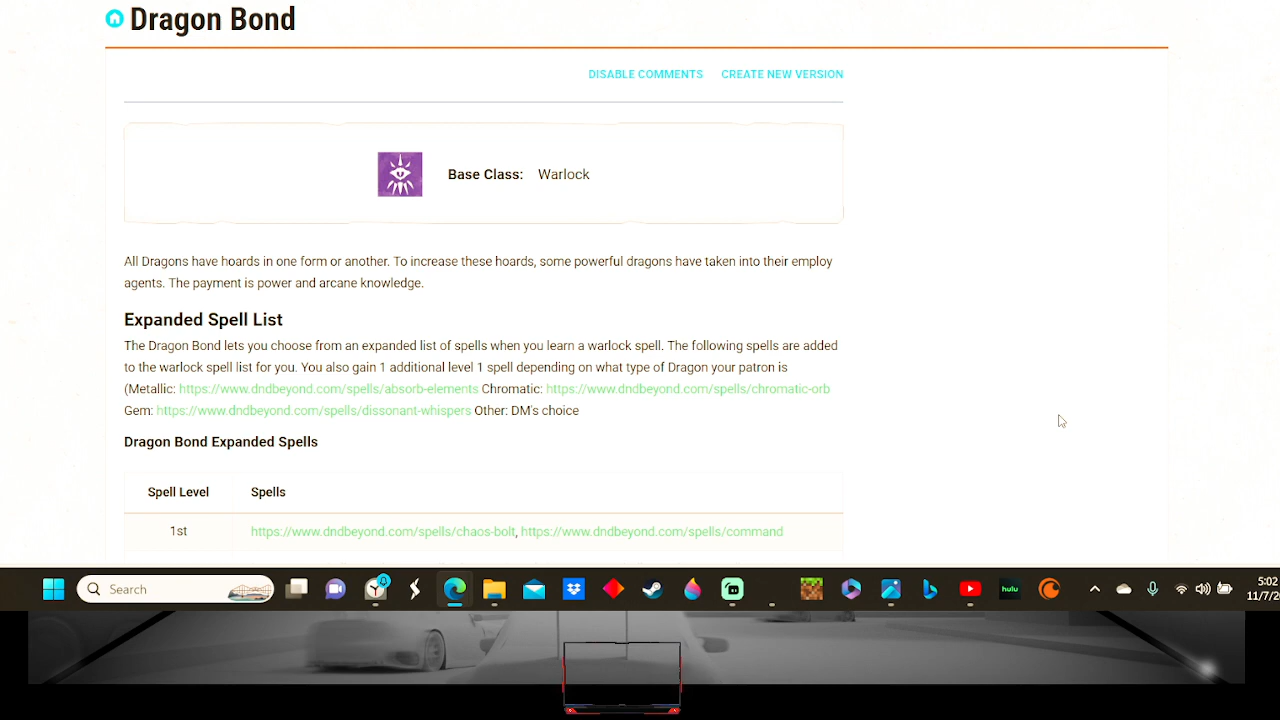 Dragon Bond
DISABLE COMMENTS CREATE NEW VERSION
Base Class: Warlock
All Dragons have hoards in one form or another. To increase these hoards, some powerful dragons have taken into their employ
agents. The payment is power and arcane knowledge.
Expanded Spell List
The Dragon Bond lets you choose from an expanded list of spells when you learn a warlock spell. The following spells are added
to the warlock spell list for you. You also gain 1 additional level 1 spell depending on what type of Dragon your patron is
(Metallic: https://www.dndbeyond.com/spells/absorb-elements Chromatic: https://www.dndbeyond.com/spells/chromatic-orb
Gem: https://www.dndbeyond.com/spells/dissonant-whispers Other: DM's choice
Dragon Bond Expanded Spells
Spell Level Spells
1st https://www.dndbeyond.com/spells/chaos-bolt, https://www.dndbeyond.com/spells/command
Search
hulu
5:02
11/7/20